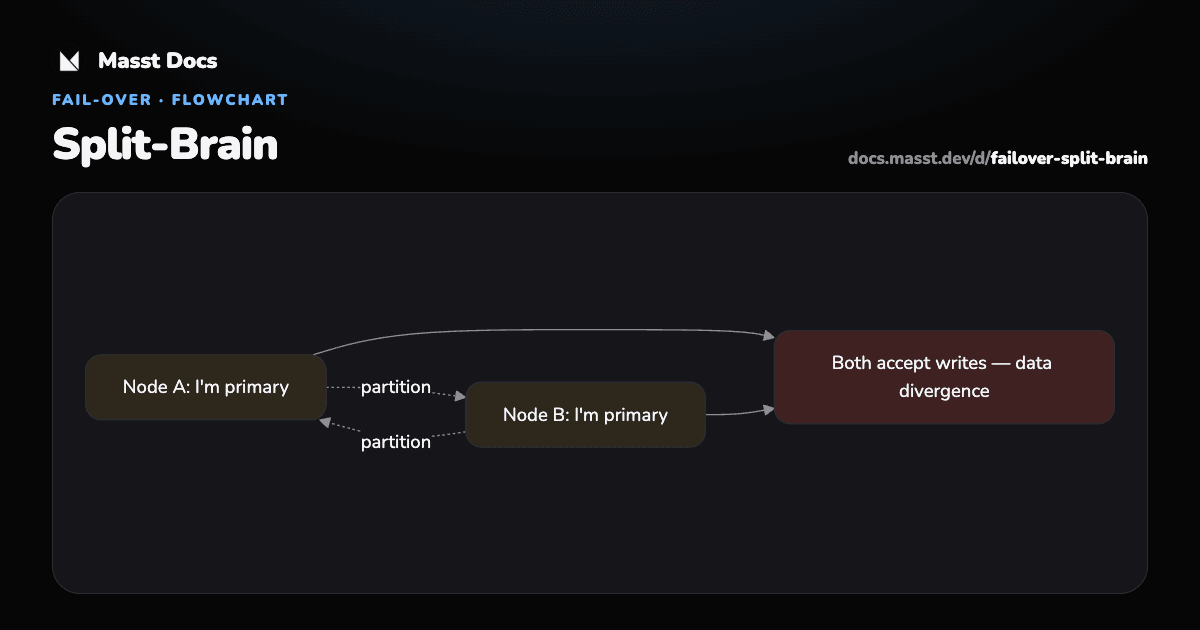 Masst Docs
FAIL-OVER · FLOWCHART
Split-Brain
docs.masst.dev/d/failover-split-brain
Node A: I'm primary
partition
Node B: I'm primary
partition
Both accept writes — data
divergence